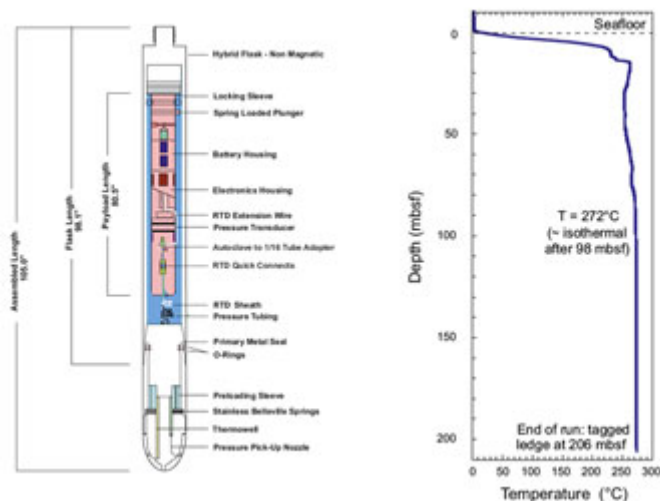 Hybrid Flask - Non Magnetic
Locking Sleeve
Spring Loaded Plunger
Battery Housing
Electronics Housing
RTD Extension Wire
Pressure Transducer
Autoclave to 1/16 Tube Adapter
RTD Quick Connects
RTD Sheath
Pressure Tubing
Primary Metal Seal
O-Rings
Preloading Sleeve
Stainless Belleville Springs
Thermowell
Pressure Pick-Up Nozzle
Assembled Length
105.0"
Flask Length
98.1"
Payload Length
80.5"
Seafloor
0
50
100
150
200
Depth (mbsf)
T = 272°C
(~ isothermal
after 98 mbsf)
End of run: tagged
ledge at 206 mbsf
0 50 100 150 200 250 300
Temperature (°C)